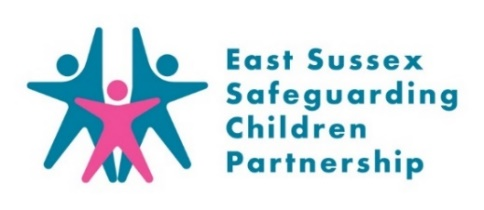 East Sussex
Safeguarding
Children
Partnership